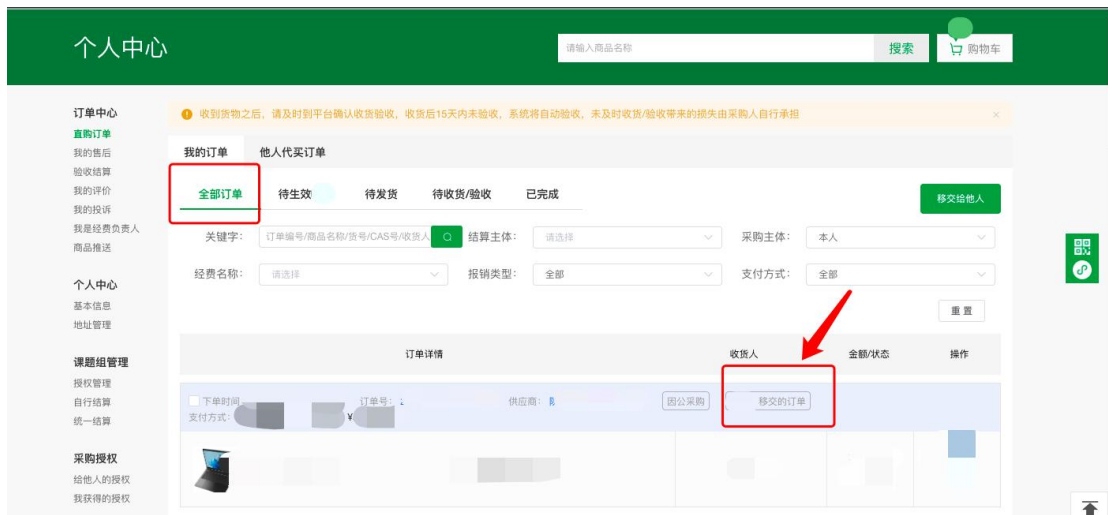 个人中心
请输入商品名称
搜索
购物车
订单中心
直购订单
我的售后
验收结算
我的评价
我的投诉
我是经费负责人
商品推送
个人中心
基本信息
地址管理
课题组管理
授权管理
自行结算
统一结算
采购授权
给他人的授权
我获得的授权
收到货物之后，请及时到平台确认收货验收，收货后15天内未验收，系统将自动验收，未及时收货/验收带来的损失由采购人自行承担
我的订单 他人代买订单
全部订单 待生效 待发货 待收货/验收 已完成
移交给他人
关键字： 订单编号/商品名称/货号/CAS号/收货人 结算主体： 请选择 采购主体： 本人
经费名称： 请选择 报销类型： 全部 支付方式： 全部
重置
订单详情 收货人 金额/状态 操作
下单时间 订单号： 供应商： 因公采购 移交的订单
支付方式： ¥